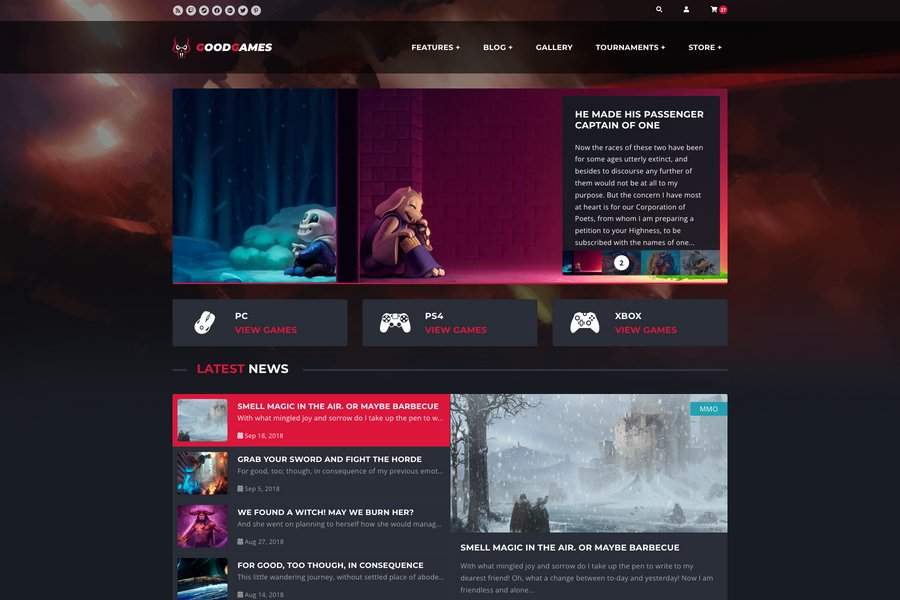 27
GOODGAMES
FEATURES +
BLOG +
GALLERY
TOURNAMENTS +
STORE +
HE MADE HIS PASSENGER
CAPTAIN OF ONE
Now the races of these two have been
for some ages utterly extinct, and
besides to discourse any further of
them would not be at all to my
purpose. But the concern I have most
at heart is for our Corporation of
Poets, from whom I am preparing a
petition to your Highness, to be
subscribed with the names of one...
2
PC
VIEW GAMES
PS4
VIEW GAMES
XBOX
VIEW GAMES
LATEST NEWS
SMELL MAGIC IN THE AIR. OR MAYBE BARBECUE
With what mingled joy and sorrow do I take up the pen to w...
Sep 18, 2018
GRAB YOUR SWORD AND FIGHT THE HORDE
For good, too; though, in consequence of my previous emot...
Sep 5, 2018
WE FOUND A WITCH! MAY WE BURN HER?
And she went on planning to herself how she would manag...
Aug 27, 2018
FOR GOOD, TOO THOUGH, IN CONSEQUENCE
This little wandering journey, without settled place of abode...
Aug 14, 2018
MMO
SMELL MAGIC IN THE AIR. OR MAYBE BARBECUE
With what mingled joy and sorrow do I take up the pen to write to my
dearest friend! Oh, what a change between to-day and yesterday! Now I am
friendless and alone...